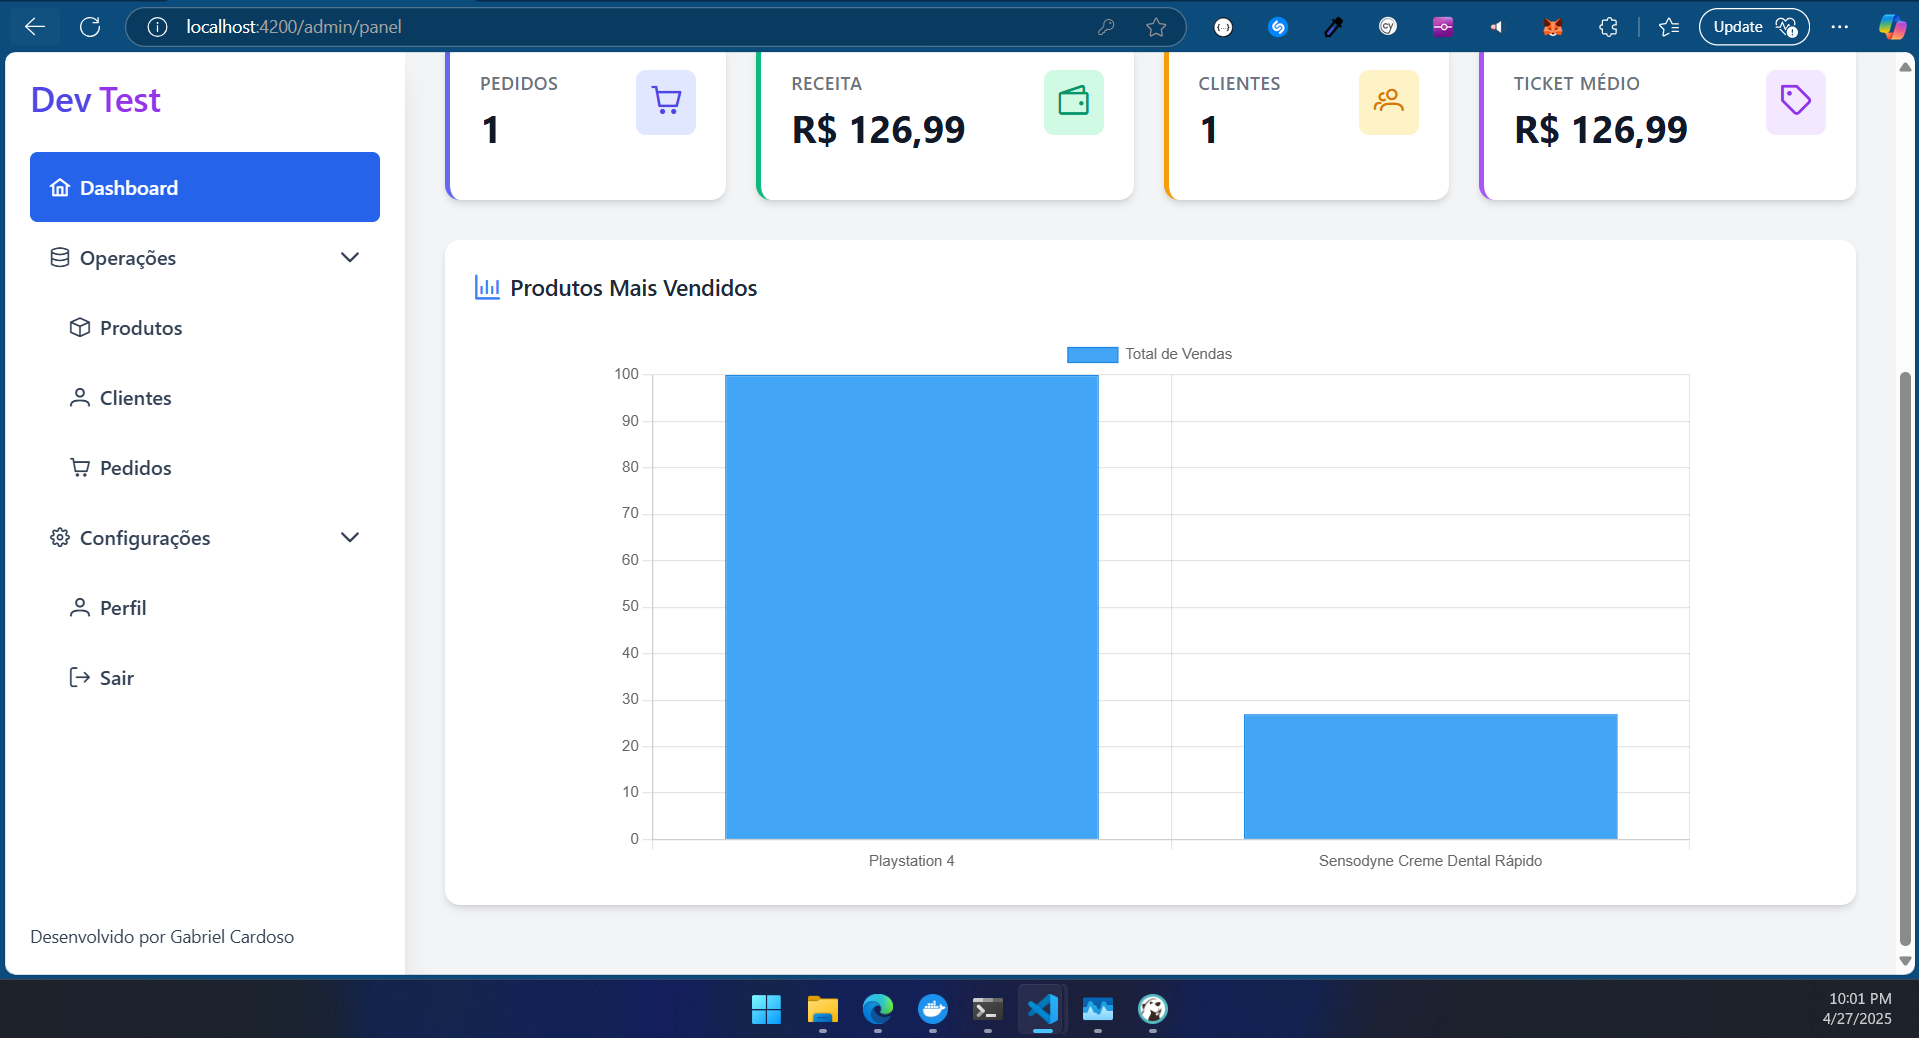 localhost:4200/admin/panel
Update
Dev Test
Dashboard
Operações
Produtos
Clientes
Pedidos
Configurações
Perfil
Sair
Desenvolvido por Gabriel Cardoso
PEDIDOS
1
RECEITA
R$ 126,99
CLIENTES
1
TICKET MÉDIO
R$ 126,99
Produtos Mais Vendidos
Total de Vendas
100
90
80
70
60
50
40
30
20
10
0
Playstation 4
Sensodyne Creme Dental Rápido
10:01 PM
4/27/2025